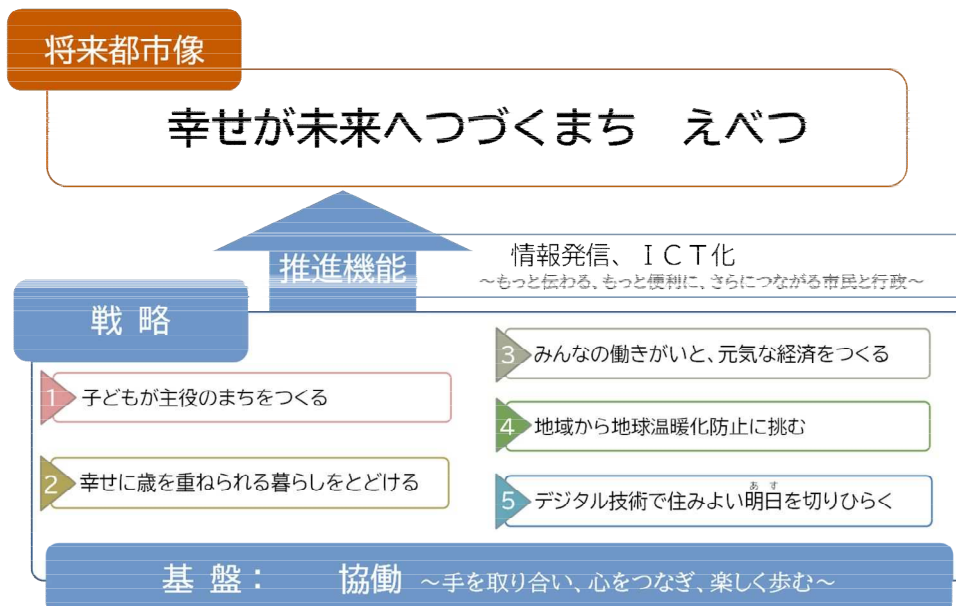 将来都市像
幸せが未来へつづくまち　えべつ
推進機能
情報発信、ＩＣＴ化
～もっと伝わる、もっと便利に、さらにつながる市民と行政～
戦 略
1 子どもが主役のまちをつくる
2 幸せに歳を重ねられる暮らしをとどける
3 みんなの働きがいと、元気な経済をつくる
4 地域から地球温暖化防止に挑む
あ す
5 デジタル技術で住みよい明日を切りひらく
基 盤：　協働　～手を取り合い、心をつなぎ、楽しく歩む～